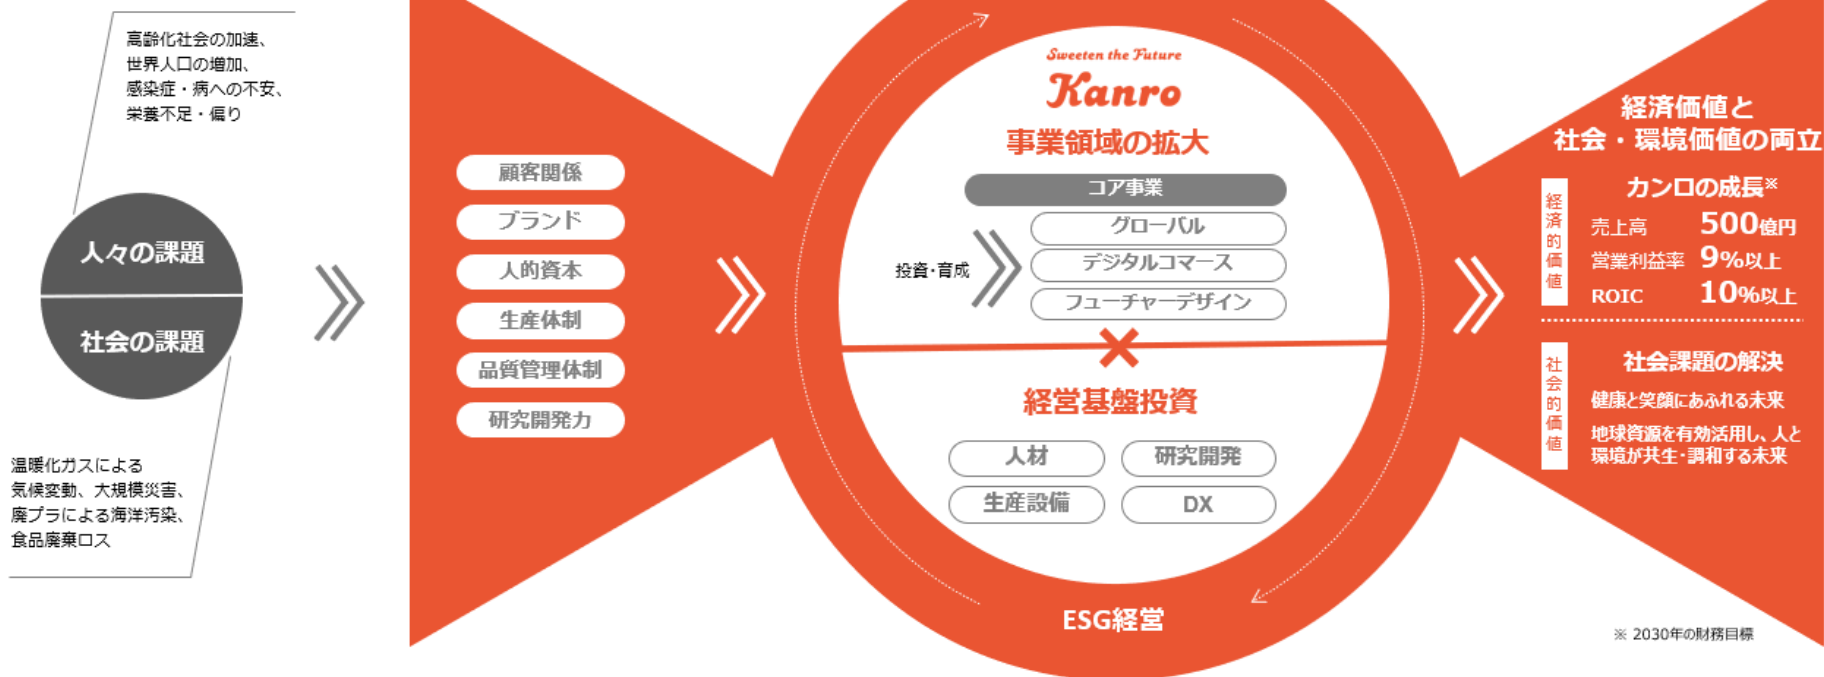 高齢化社会の加速、
世界人口の増加、
感染症・病への不安、
栄養不足・偏り
人々の課題
社会の課題
温暖化ガスによる
気候変動、大規模災害、
廃プラによる海洋汚染、
食品廃棄ロス
顧客関係
ブランド
人的資本
生産体制
品質管理体制
研究開発力
Sweeten the Future
Kanro
事業領域の拡大
コア事業
投資・育成
グローバル
デジタルコマース
フューチャーデザイン
経営基盤投資
人材
研究開発
生産設備
DX
ESG経営
経済価値と
社会・環境価値の両立
経済的価値
カンロの成長※
売上高 500億円
営業利益率 9%以上
ROIC 10%以上
社会的価値
社会課題の解決
健康と笑顔にあふれる未来
地球資源を有効活用し、人と
環境が共生・調和する未来
※ 2030年の財務目標